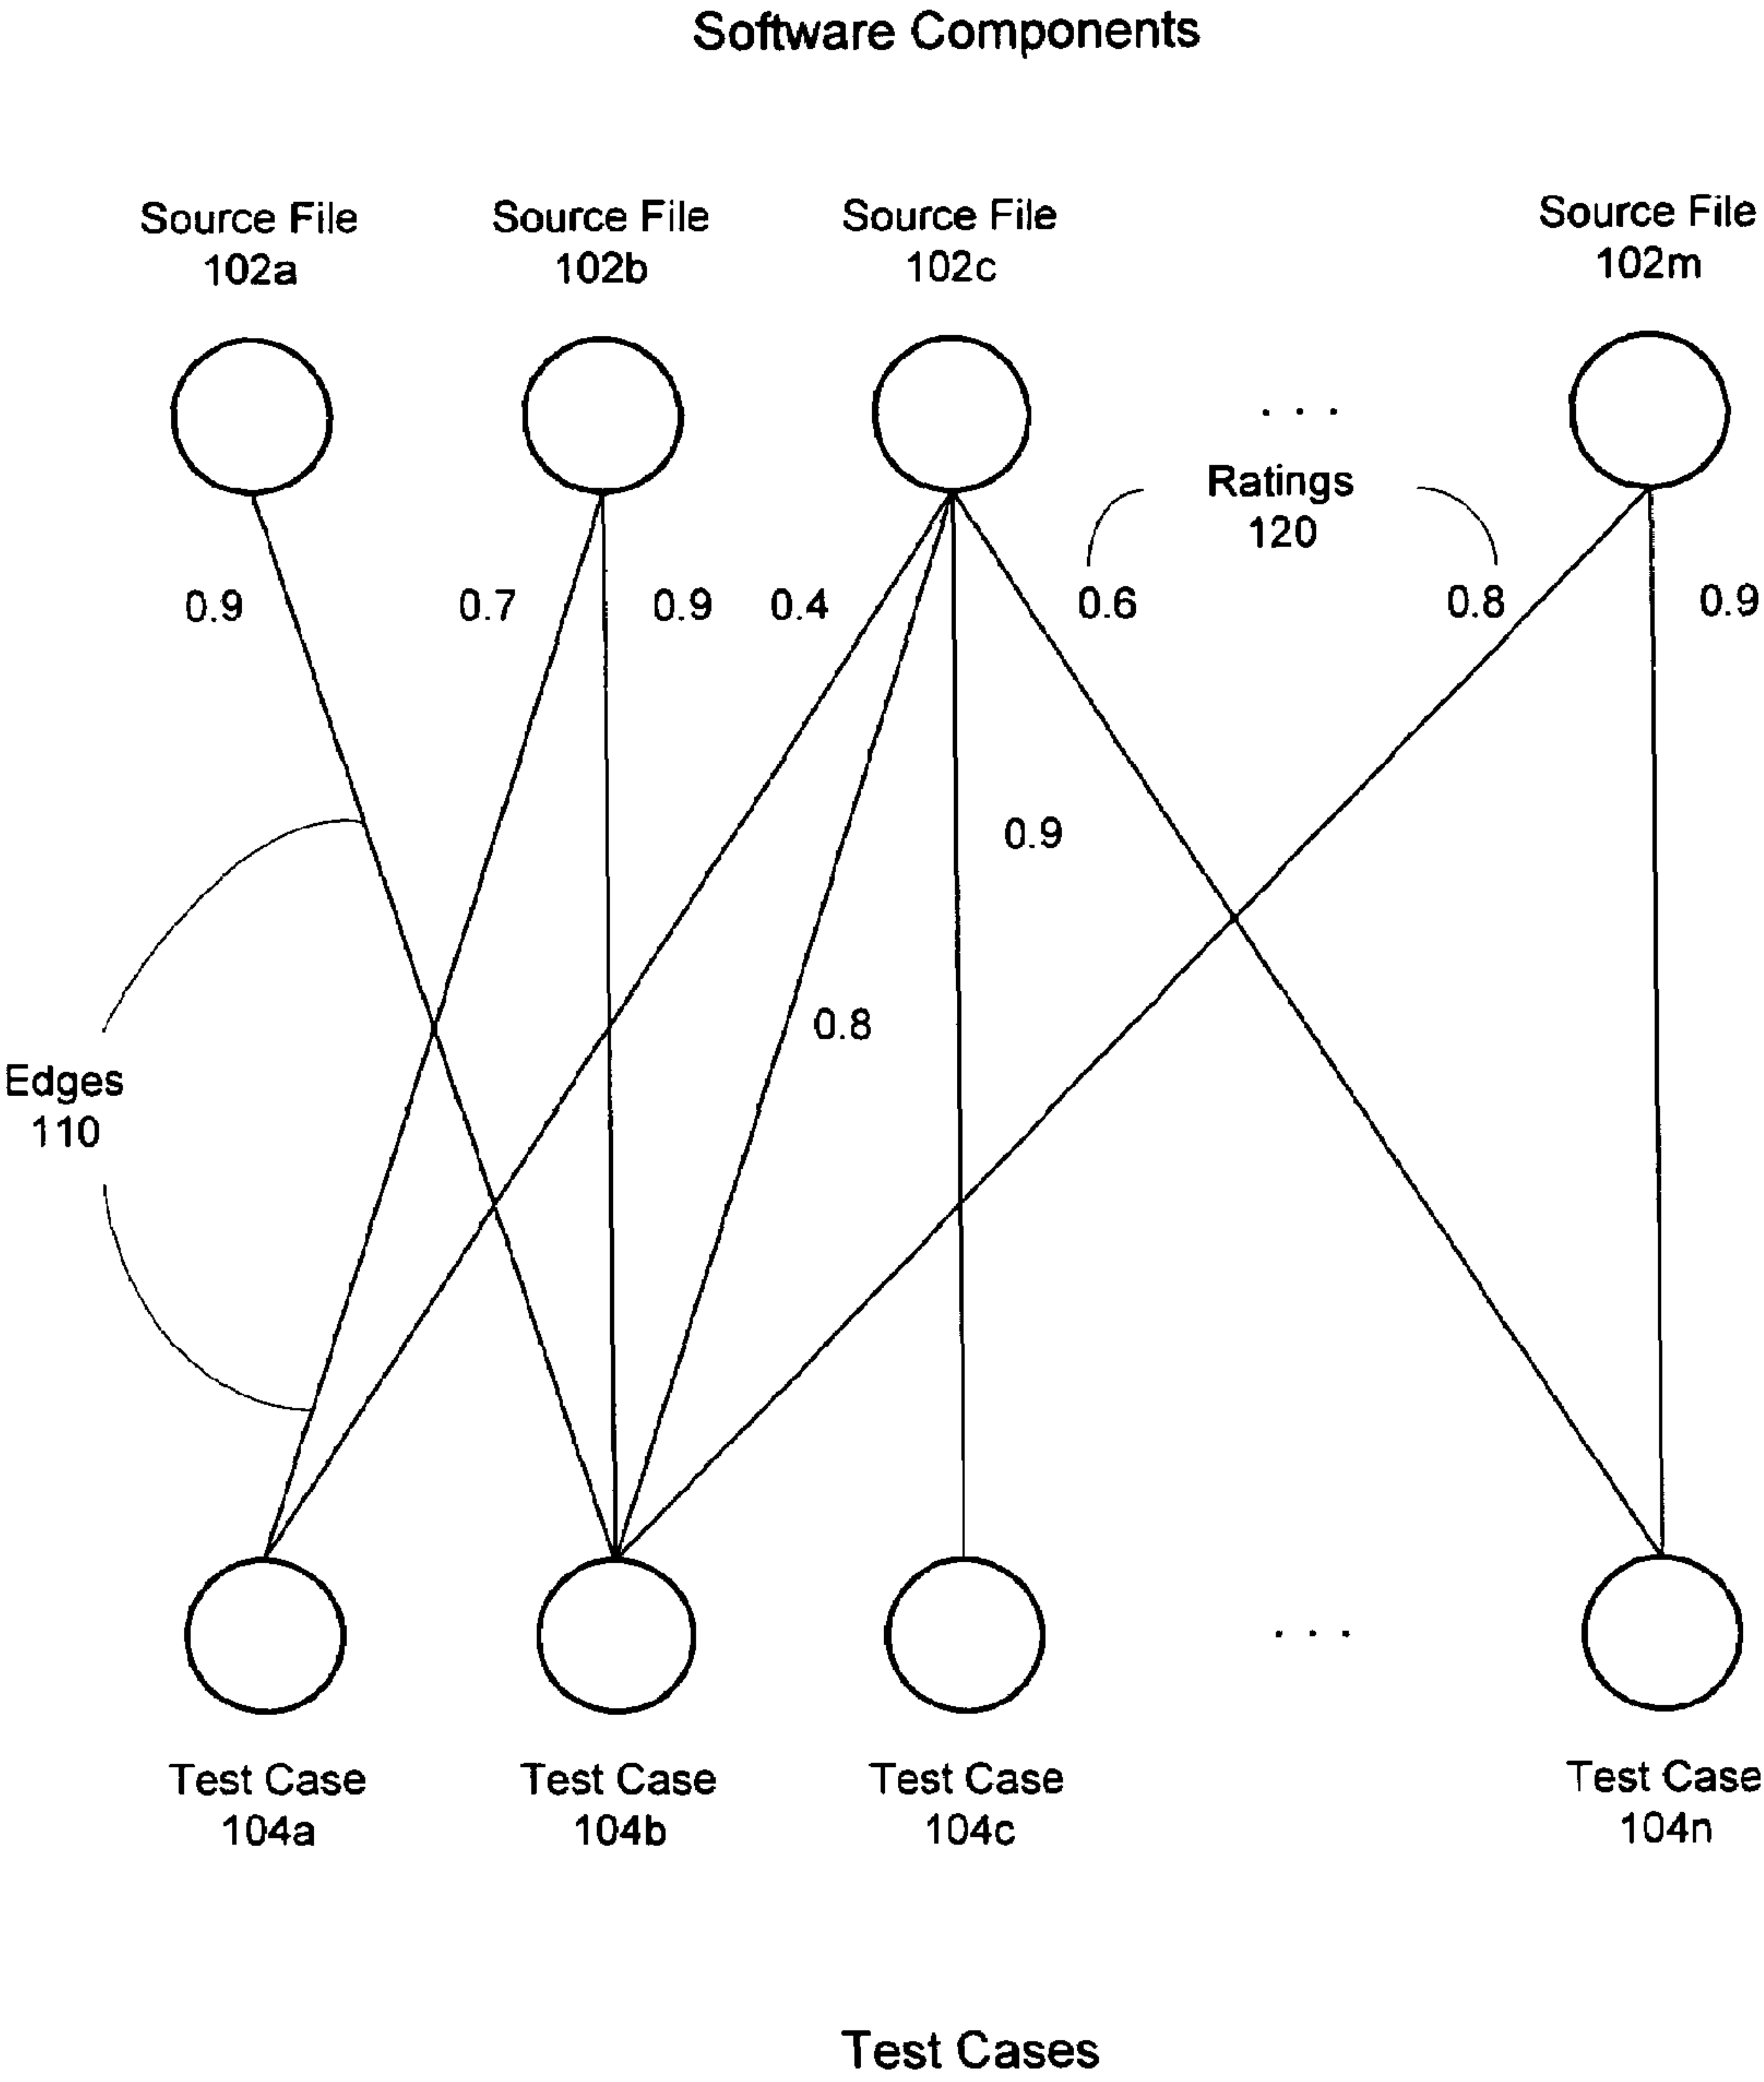 Software Components
Source File
102a
Source File
102b
Source File
102c
Source File
102m
. . .
Ratings
120
0.9
0.7
0.9
0.4
0.6
0.8
0.9
0.9
0.8
Edges
110
. . .
Test Case
104a
Test Case
104b
Test Case
104c
Test Case
104n
Test Cases